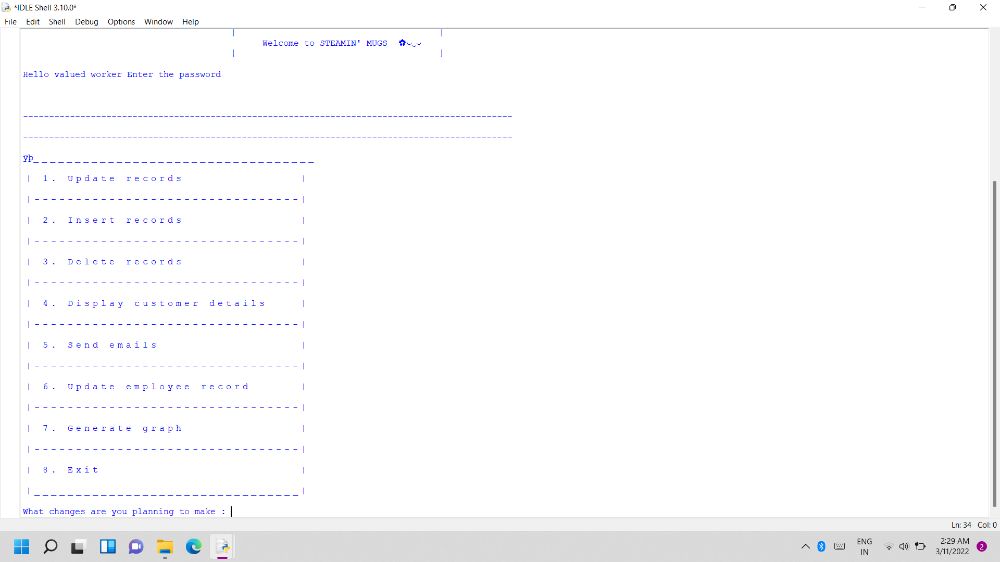 *IDLE Shell 3.10.0*
File Edit Shell Debug Options Window Help
| |
Welcome to STEAMIN' MUGS ✿◡‿◡
⌊ ⌋
Hello valued worker Enter the password
----------------------------------------------------------------------------------------------
----------------------------------------------------------------------------------------------
ÿþ_ _ _ _ _ _ _ _ _ _ _ _ _ _ _ _ _ _ _ _ _ _ _ _ _ _ _ _ _ _ _ _ _ _
| 1. Update records |
|- - - - - - - - - - - - - - - - - - - - - - - - - - - - - - - -|
| 2. Insert records |
|- - - - - - - - - - - - - - - - - - - - - - - - - - - - - - - -|
| 3. Delete records |
|- - - - - - - - - - - - - - - - - - - - - - - - - - - - - - - -|
| 4. Display customer details |
|- - - - - - - - - - - - - - - - - - - - - - - - - - - - - - - -|
| 5. Send emails |
|- - - - - - - - - - - - - - - - - - - - - - - - - - - - - - - -|
| 6. Update employee record |
|- - - - - - - - - - - - - - - - - - - - - - - - - - - - - - - -|
| 7. Generate graph |
|- - - - - - - - - - - - - - - - - - - - - - - - - - - - - - - -|
| 8. Exit |
|_ _ _ _ _ _ _ _ _ _ _ _ _ _ _ _ _ _ _ _ _ _ _ _ _ _ _ _ _ _ _ _|
What changes are you planning to make :
Ln: 34 Col: 0
ENG 2:29 AM
IN 3/11/2022 2